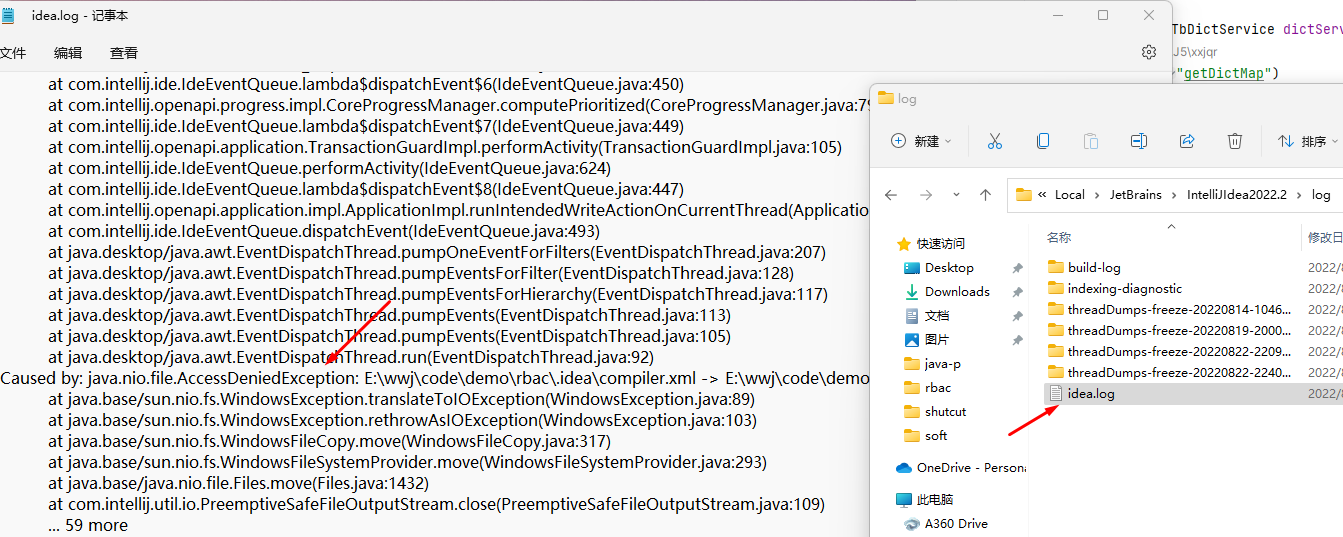 idea.log - 记事本
文件 编辑 查看
at com.intellij.ide.IdeEventQueue.lambda$dispatchEvent$6(IdeEventQueue.java:450)
at com.intellij.openapi.progress.impl.CoreProgressManager.computePrioritized(CoreProgressManager.java:79
at com.intellij.ide.IdeEventQueue.lambda$dispatchEvent$7(IdeEventQueue.java:449)
at com.intellij.openapi.application.TransactionGuardImpl.performActivity(TransactionGuardImpl.java:105)
at com.intellij.ide.IdeEventQueue.performActivity(IdeEventQueue.java:624)
at com.intellij.ide.IdeEventQueue.lambda$dispatchEvent$8(IdeEventQueue.java:447)
at com.intellij.openapi.application.impl.ApplicationImpl.runIntendedWriteActionOnCurrentThread(Application
at com.intellij.ide.IdeEventQueue.dispatchEvent(IdeEventQueue.java:493)
at java.desktop/java.awt.EventDispatchThread.pumpOneEventForFilters(EventDispatchThread.java:207)
at java.desktop/java.awt.EventDispatchThread.pumpEventsForFilter(EventDispatchThread.java:128)
at java.desktop/java.awt.EventDispatchThread.pumpEventsForHierarchy(EventDispatchThread.java:117)
at java.desktop/java.awt.EventDispatchThread.pumpEvents(EventDispatchThread.java:113)
at java.desktop/java.awt.EventDispatchThread.pumpEvents(EventDispatchThread.java:105)
at java.desktop/java.awt.EventDispatchThread.run(EventDispatchThread.java:92)
Caused by: java.nio.file.AccessDeniedException: E:\wwj\code\demo\rbac\.idea\compiler.xml -> E:\wwj\code\demo
at java.base/sun.nio.fs.WindowsException.translateToIOException(WindowsException.java:89)
at java.base/sun.nio.fs.WindowsException.rethrowAsIOException(WindowsException.java:103)
at java.base/sun.nio.fs.WindowsFileCopy.move(WindowsFileCopy.java:317)
at java.base/sun.nio.fs.WindowsFileSystemProvider.move(WindowsFileSystemProvider.java:293)
at java.base/java.nio.file.Files.move(Files.java:1432)
at com.intellij.util.io.PreemptiveSafeFileOutputStream.close(PreemptiveSafeFileOutputStream.java:109)
... 59 more
TbDictService dictServ
J5\xxjqr
"getDictMap")
log
新建 排序
« Local > JetBrains > IntelliJIdea2022.2 > log
快速访问
Desktop
Downloads
文档
图片
java-p
rbac
shutcut
soft
OneDrive - Persona
此电脑
A360 Drive
名称 修改日
build-log 2022/8
indexing-diagnostic 2022/8
threadDumps-freeze-20220814-1046... 2022/8
threadDumps-freeze-20220819-2000... 2022/8
threadDumps-freeze-20220822-2209... 2022/8
threadDumps-freeze-20220822-2240... 2022/8
idea.log 2022/8